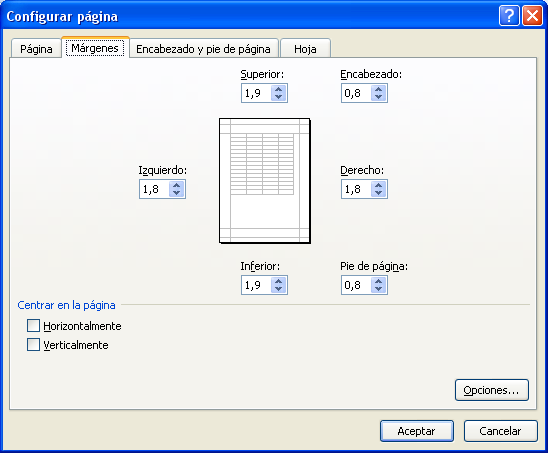 Configurar página
Página Márgenes Encabezado y pie de página Hoja
Superior: Encabezado:
1,9 0,8
Izquierdo: Derecho:
1,8 1,8
Inferior: Pie de página:
1,9 0,8
Centrar en la página
Horizontalmente
Verticalmente
Opciones...
Aceptar Cancelar